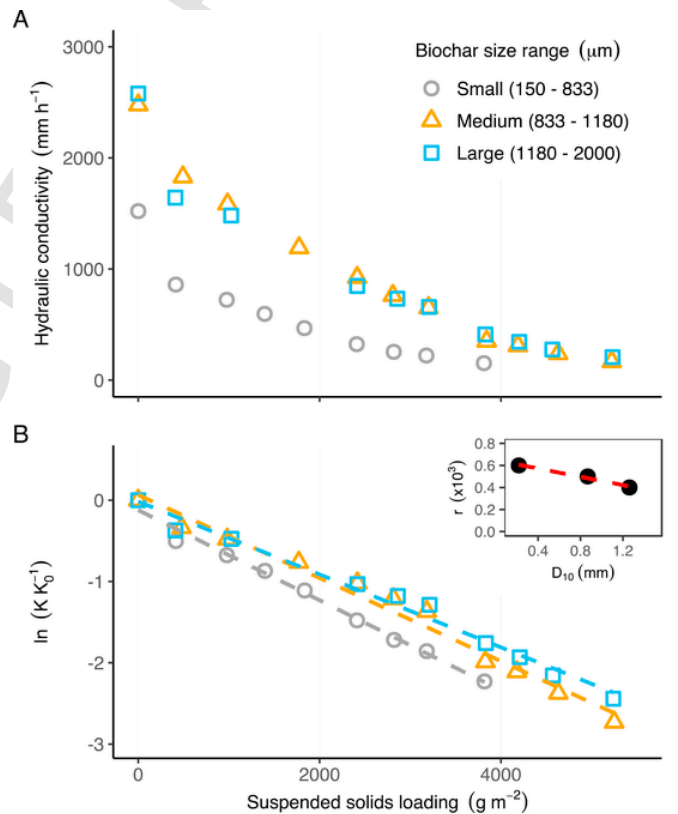 A
3000
2000
1000
0
Hydraulic conductivity (mm h⁻¹)
Biochar size range (μm)
Small (150 - 833)
Medium (833 - 1180)
Large (1180 - 2000)
B
0
-1
-2
-3
ln (K K₀⁻¹)
0.8
0.6
0.4
0.2
0.0
r (x10³)
0.4 0.8 1.2
D₁₀ (mm)
0 2000 4000
Suspended solids loading (g m⁻²)